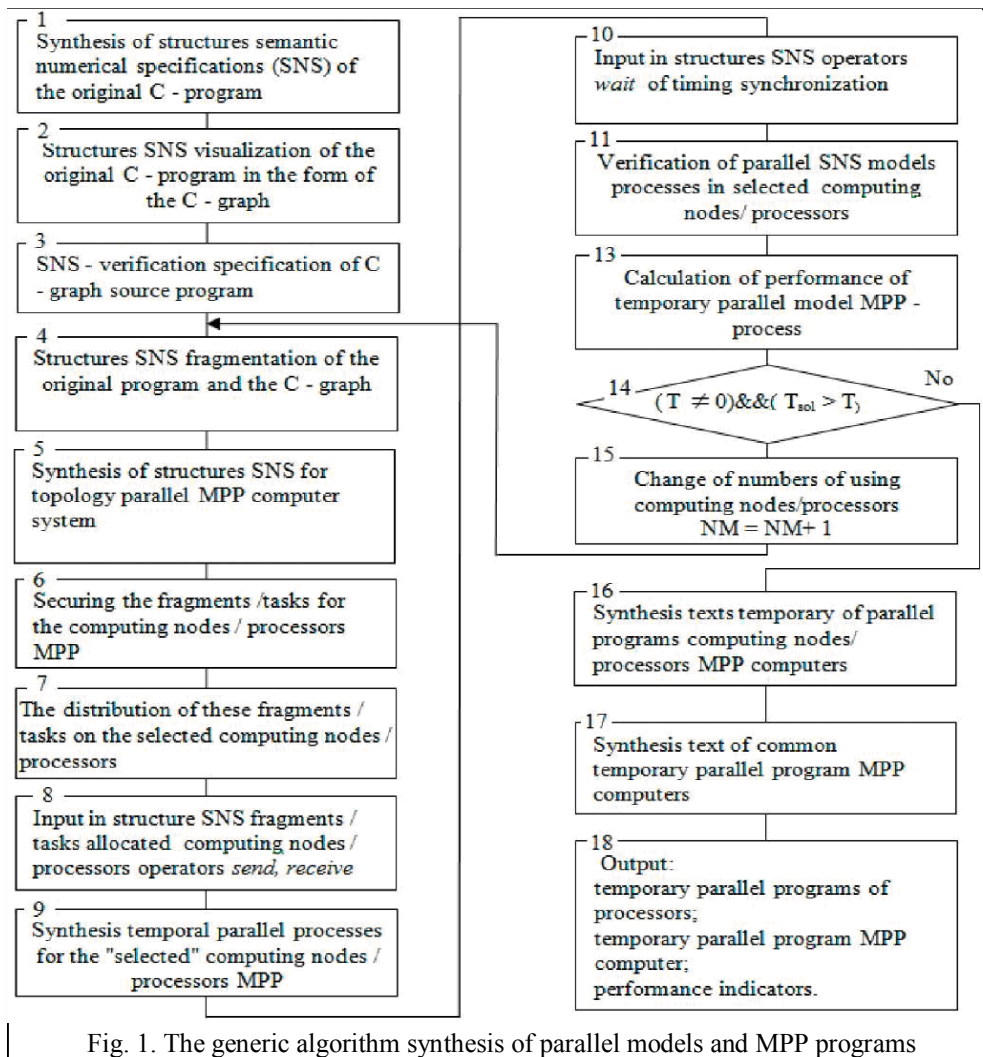 1
Synthesis of structures semantic
numerical specifications (SNS) of
the original C - program
2
Structures SNS visualization of the
original C - program in the form of
the C - graph
3
SNS - verification specification of C
- graph source program
4
Structures SNS fragmentation of the
original program and the C - graph
5
Synthesis of structures SNS for
topology parallel MPP computer
system
6
Securing the fragments /tasks for
the computing nodes / processors
MPP
7
The distribution of these fragments /
tasks on the selected computing nodes /
processors
8
Input in structure SNS fragments /
tasks allocated computing nodes /
processors operators send, receive
9
Synthesis temporal parallel processes
for the "selected" computing nodes /
processors MPP
10
Input in structures SNS operators
wait of timing synchronization
11
Verification of parallel SNS models
processes in selected computing
nodes/ processors
13
Calculation of performance of
temporary parallel model MPP -
process
14
(T ≠ 0)&&( Tsol > T)
No
15
Change of numbers of using
computing nodes/processors
NM = NM+ 1
16
Synthesis texts temporary of parallel
programs computing nodes/
processors MPP computers
17
Synthesis text of common
temporary parallel program MPP
computers
18
Output:
temporary parallel programs of
processors;
temporary parallel program MPP
computer;
performance indicators.
Fig. 1. The generic algorithm synthesis of parallel models and MPP programs